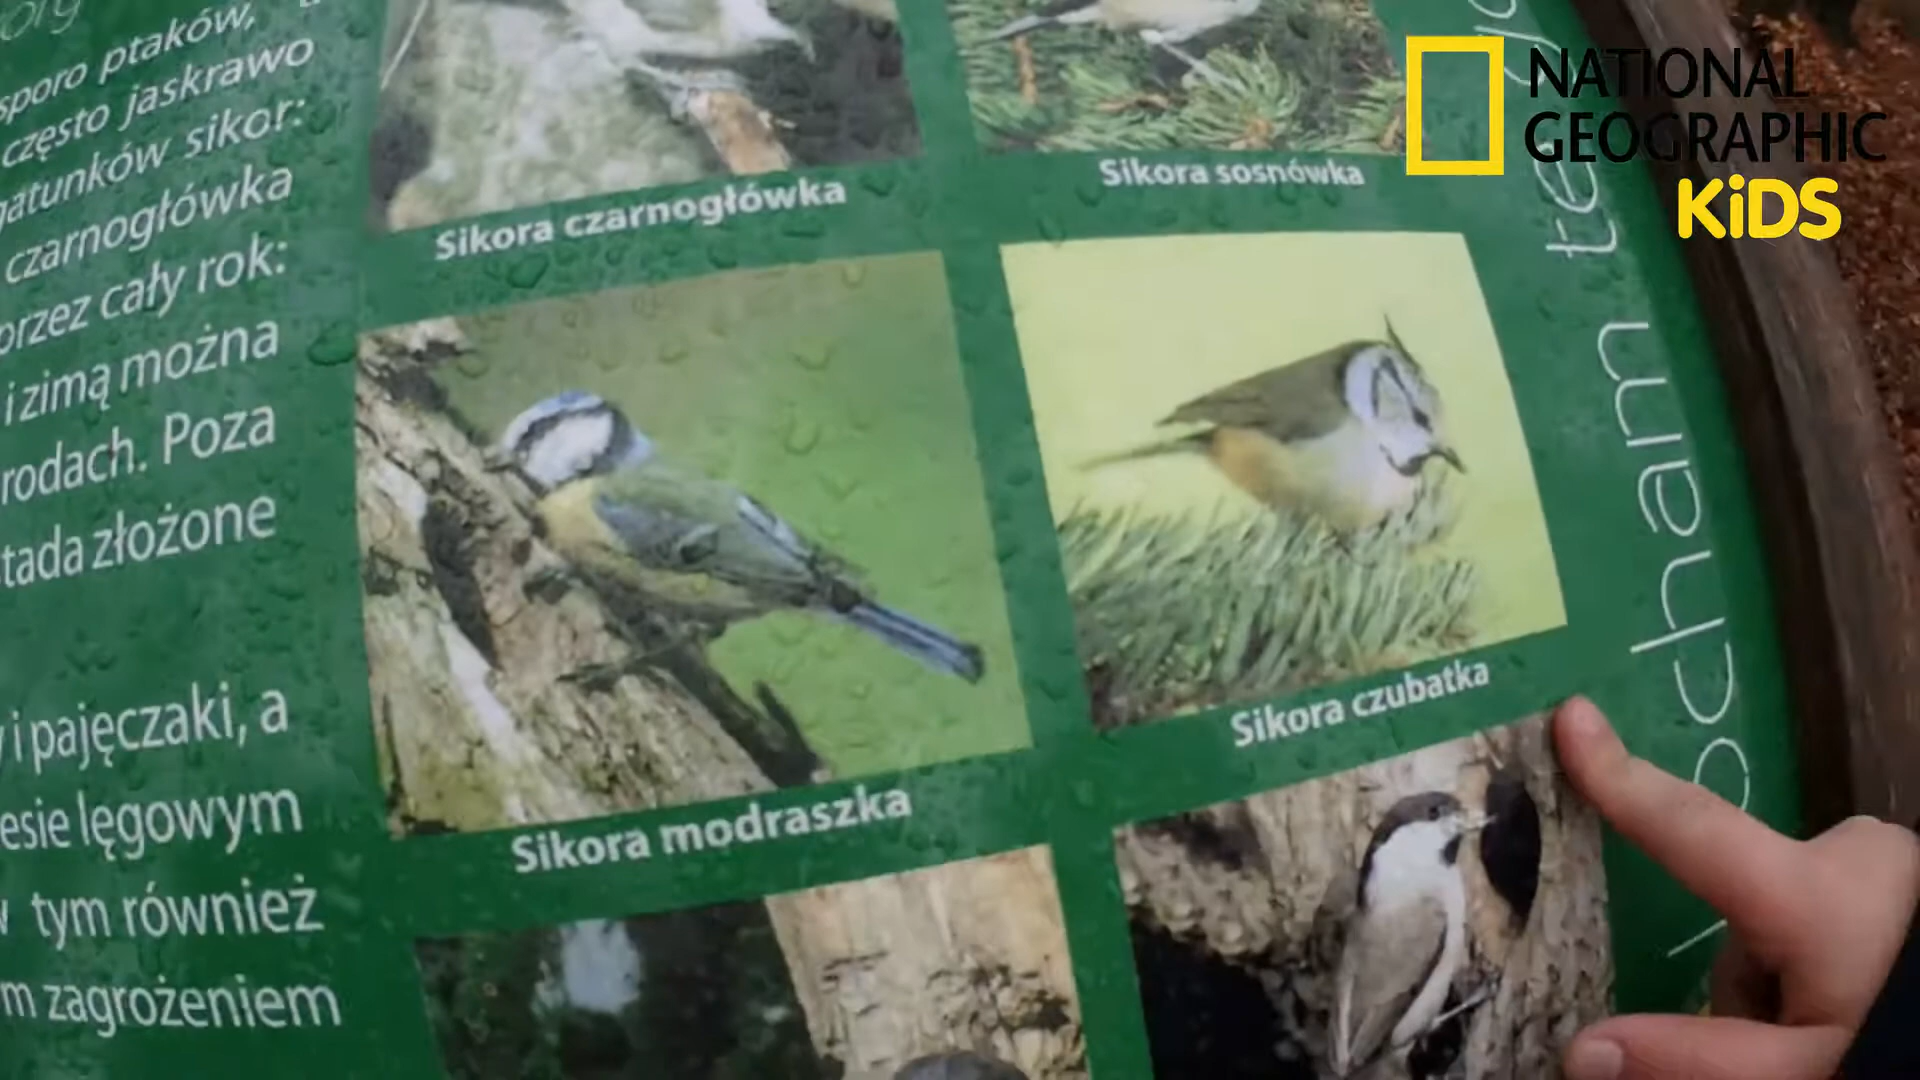 sporo ptaków,
często jaskrawo
gatunków sikor:
czarnogłówka
przez cały rok:
i zimą można
rodach. Poza
tada złożone
i pajęczaki, a
esie lęgowym
tym również
m zagrożeniem
Sikora czarnogłówka
Sikora sosnówka
Sikora modraszka
Sikora czubatka
NATIONAL
GEOGRAPHIC
KiDS